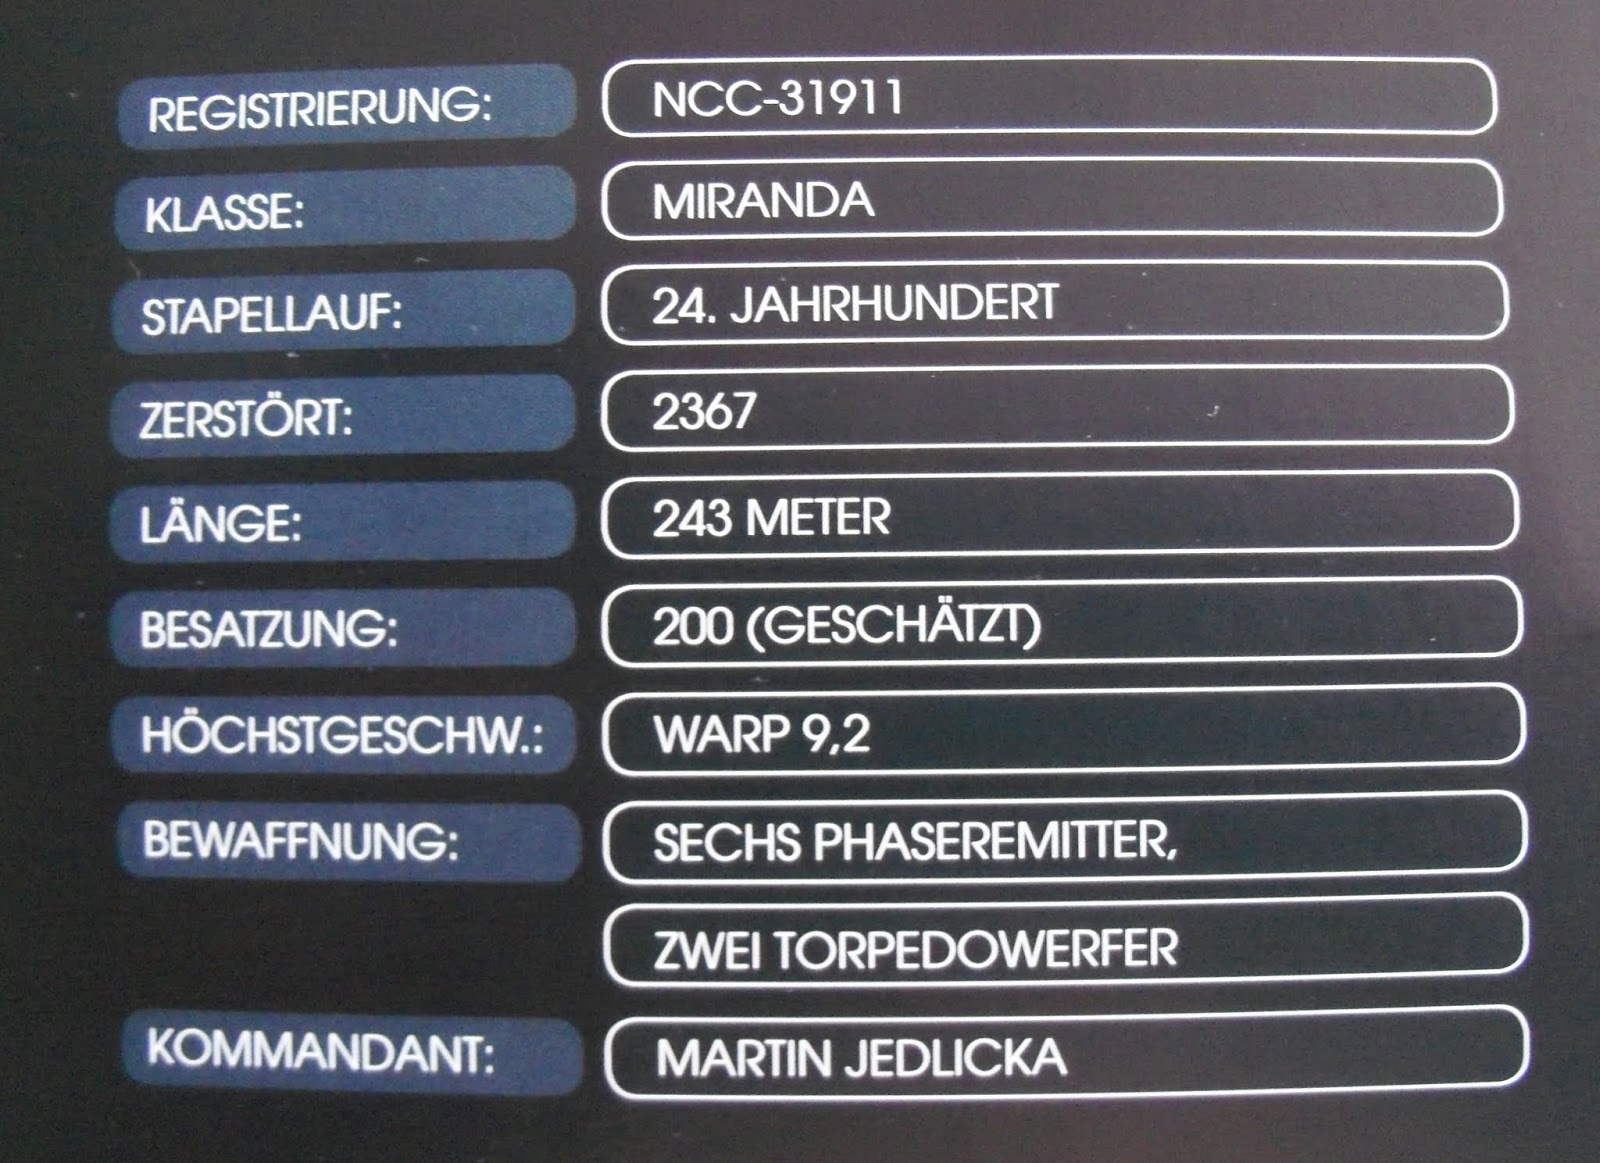 REGISTRIERUNG: NCC-31911
KLASSE: MIRANDA
STAPELLAUF: 24. JAHRHUNDERT
ZERSTÖRT: 2367
LÄNGE: 243 METER
BESATZUNG: 200 (GESCHÄTZT)
HÖCHSTGESCHW.: WARP 9,2
BEWAFFNUNG: SECHS PHASEREMITTER,
ZWEI TORPEDOWERFER
KOMMANDANT: MARTIN JEDLICKA